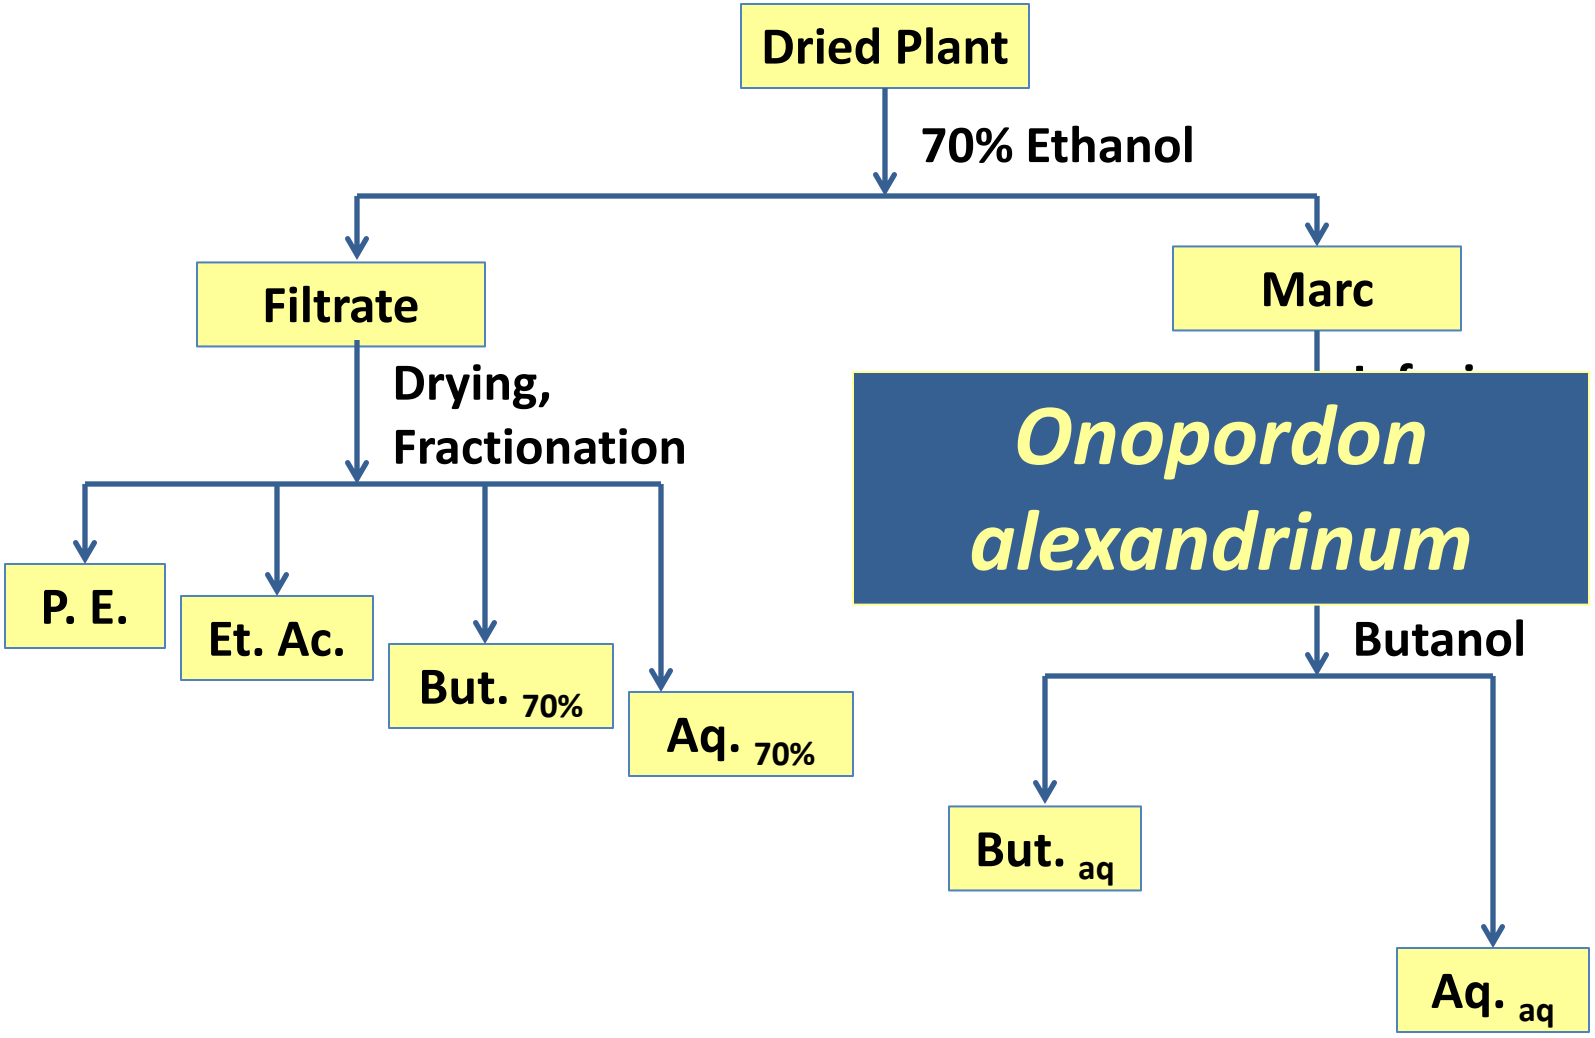 Dried Plant
70% Ethanol
Filtrate
Marc
Drying,
Fractionation
Onopordon
alexandrinum
P. E.
Et. Ac.
But. 70%
Aq. 70%
Butanol
But. aq
Aq. aq